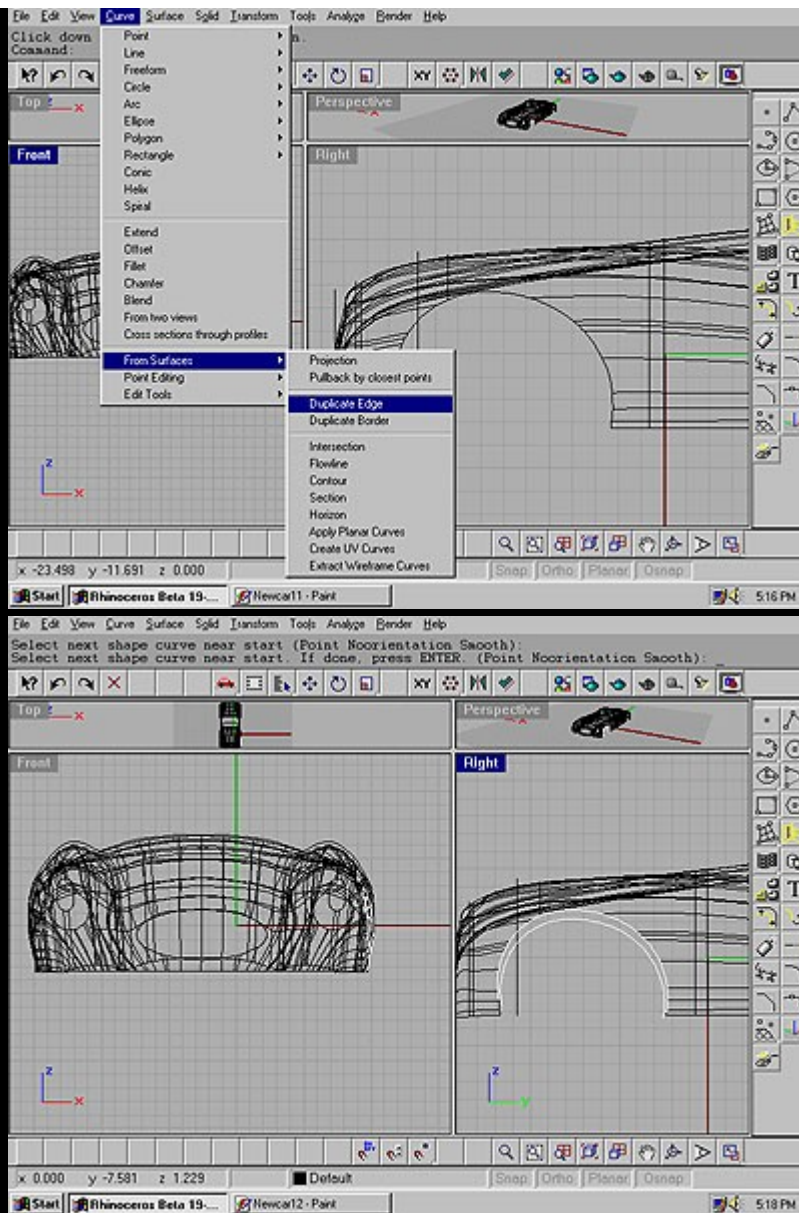 File Edit View Curve Surface Solid Transform Tools Analyze Render Help
Click down
n.
Command:
Point
Line
Freeform
Circle
Arc
Ellipse
Polygon
Rectangle
Conic
Helix
Spiral
Extend
Offset
Fillet
Chamfer
Blend
From two views
Cross sections through profiles
From Surfaces
Point Editing
Edit Tools
Projection
Pullback by closest points
Duplicate Edge
Duplicate Border
Intersection
Flowline
Contour
Section
Horizon
Apply Planar Curves
Create UV Curves
Extract Wireframe Curves
XY
Top
x
Perspective
x
Front
Right
T
z
x
x -23.498 y -11.691 z 0.000
Snap Ortho Planar Osnap
Start Rhinoceros Beta 19-... Newcar11 - Paint 5:16 PM
File Edit View Curve Surface Solid Transform Tools Analyze Render Help
Select next shape curve near start (Point Noorientation Smooth):
Select next shape curve near start. If done, press ENTER. (Point Noorientation Smooth): _
XY
Top
x
Perspective
x
Front
Right
T
z
x
z
y
x 0.000 y -7.581 z 1.229 Default Snap Ortho Planar Osnap
Start Rhinoceros Beta 19-... Newcar12 - Paint 5:18 PM